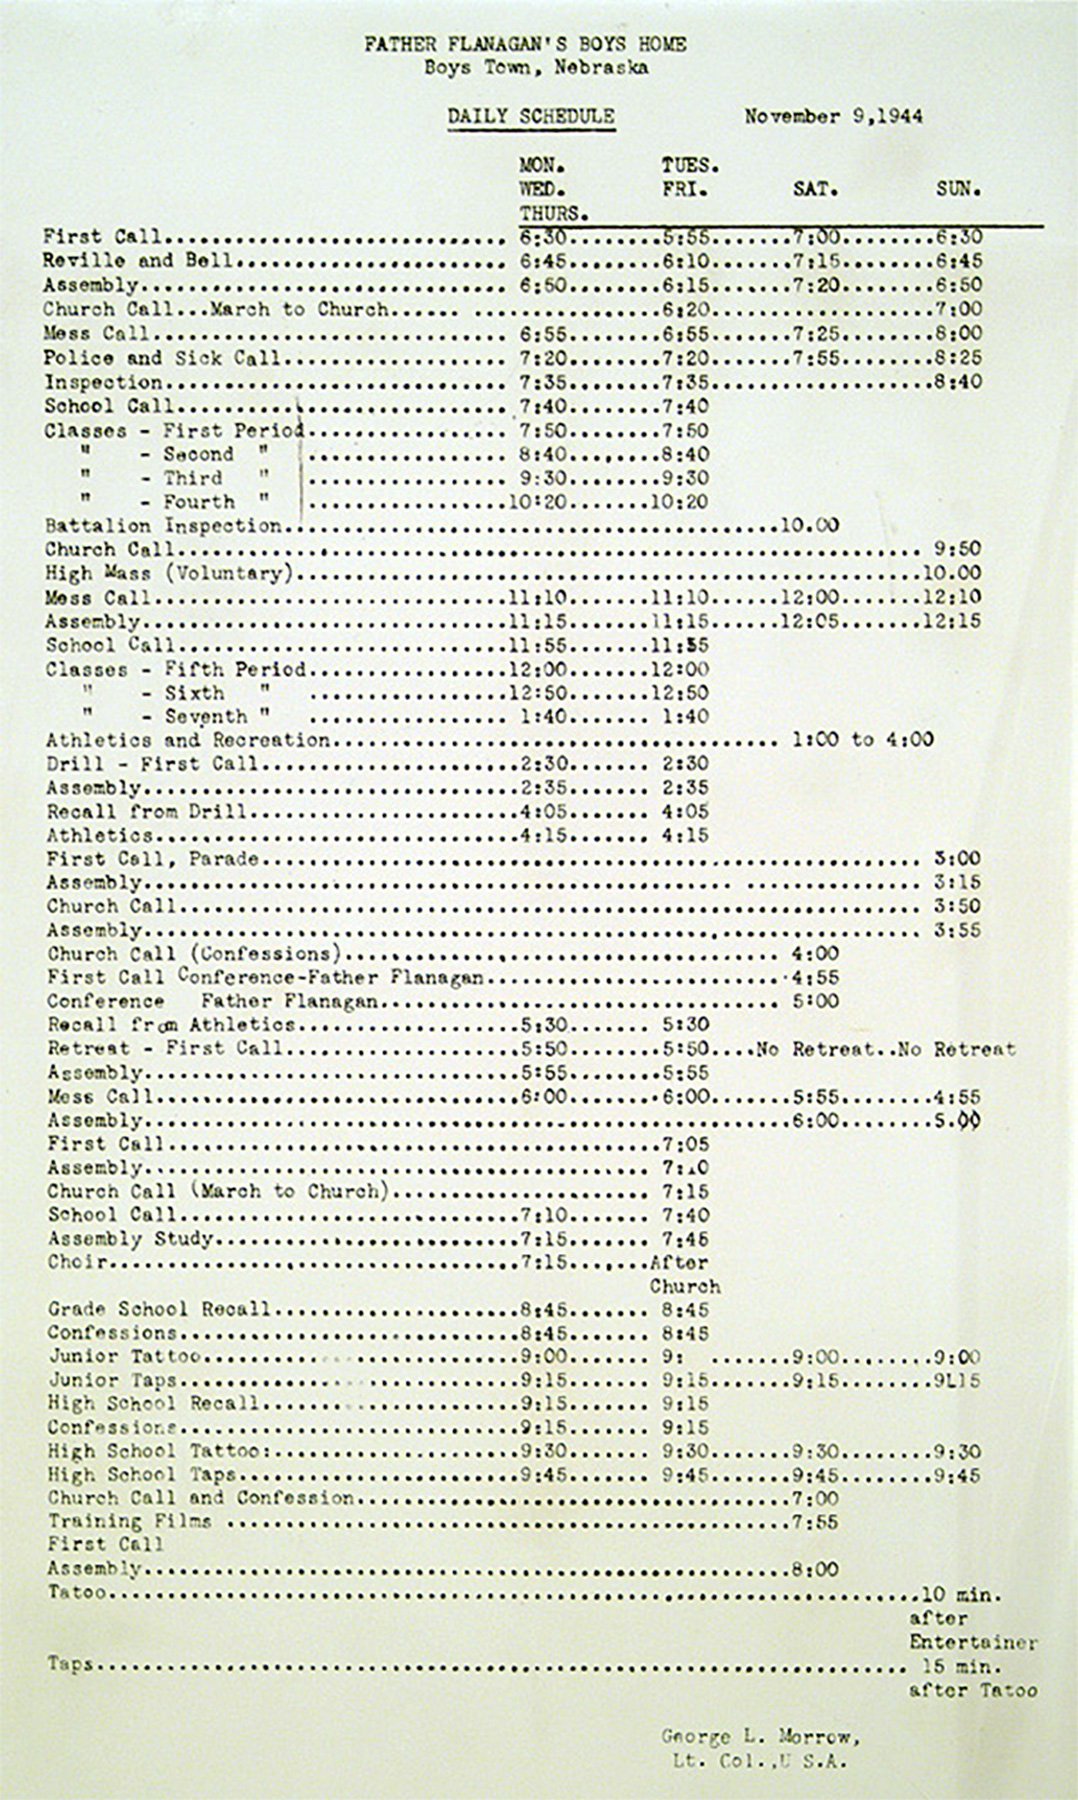 FATHER FLANAGAN'S BOYS HOME
Boys Town, Nebraska
DAILY SCHEDULE November 9,1944
MON. TUES.
WED. FRI. SAT. SUN.
THURS.
First Call............................. 6:30........5:55.......7:00........6:30
Reville and Bell....................... 6:45........6:10.......7:15........6:45
Assembly............................... 6:50........6:15.......7:20........6:50
Church Call...March to Church...... ................6:20...................7:00
Mess Call.............................. 6:55........6:55.......7:25........8:00
Police and Sick Call................... 7:20........7:20.......7:55........8:25
Inspection............................. 7:35........7:35...................8:40
School Call............................ 7:40........7:40
Classes - First Period................. 7:50........7:50
" - Second " ................. 8:40........8:40
" - Third " ................. 9:30........9:30
" - Fourth " .................10:20.......10:20
Battalion Inspection..........................................10.00
Church Call............................................................... 9:50
High Mass (Voluntary).....................................................10.00
Mess Call..............................11:10.......11:10......12:00.......12:10
Assembly...............................11:15.......11:15......12:05.......12:15
School Call............................11:55.......11:55
Classes - Fifth Period.................12:00.......12:00
" - Sixth " .................12:50.......12:50
" - Seventh " ................. 1:40....... 1:40
Athletics and Recreation...................................... 1:00 to 4:00
Drill - First Call......................2:30....... 2:30
Assembly................................2:35....... 2:35
Recall from Drill.......................4:05....... 4:05
Athletics...............................4:15....... 4:15
First Call, Parade........................................................ 3:00
Assembly.................................................. ............... 3:15
Church Call............................................................... 3:50
Assembly.................................................................. 3:55
Church Call (Confessions)..................................... 4:00
First Call Conference-Father Flanagan......................... 4:55
Conference Father Flanagan.................................. 5:00
Recall from Athletics...................5:30....... 5:30
Retreat - First Call....................5:50........5:50....No Retreat..No Retreat
Assembly................................5:55........5:55
Mess Call...............................6:00........6:00.......5:55........4:55
Assembly.......................................................6:00........5.00
First Call..........................................7:05
Assembly........................................... 7: 0
Church Call (March to Church)...................... 7:15
School Call.............................7:10....... 7:40
Assembly Study..........................7:15....... 7:45
Choir...................................7:15.......After
Church
Grade School Recall.....................8:45....... 8:45
Confessions.............................8:45....... 8:45
Junior Tattoo...........................9:00....... 9: .......9:00........9:00
Junior Taps.............................9:15....... 9:15.......9:15........9L15
High School Recall......................9:15....... 9:15
Confessions.............................9:15....... 9:15
High School Tattoo:.....................9:30....... 9:30.......9:30........9:30
High School Taps........................9:45....... 9:45.......9:45........9:45
Church Call and Confession.....................................7:00
Training Films ................................................7:55
First Call
Assembly.......................................................8:00
Tatoo.....................................................................10 min.
after
Entertainer
Taps..................................................................... 15 min.
after Tatoo
George L. Morrow,
Lt. Col.,U S.A.